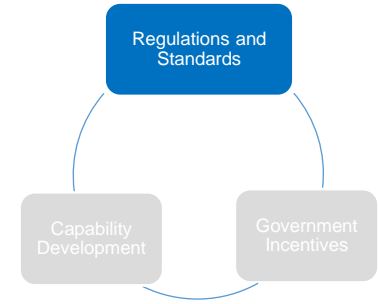 Regulations and
Standards
Capability
Development
Government
Incentives